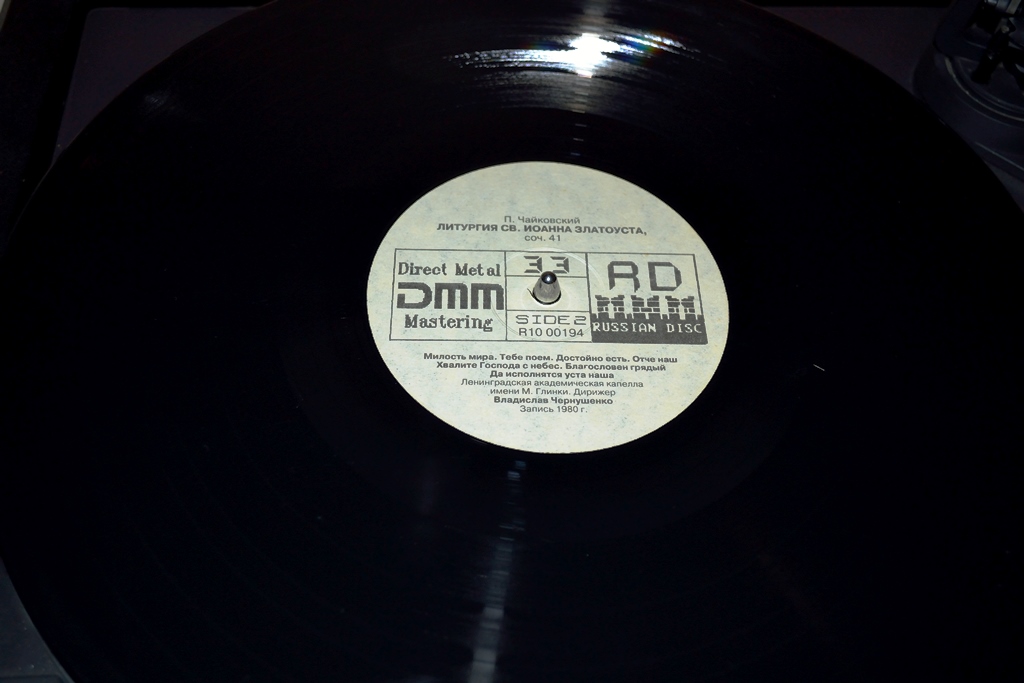 П. Чайковский
ЛИТУРГИЯ СВ. ИОАННА ЗЛАТОУСТА,
соч. 41
Direct Metal
DMM
Mastering
33
SIDE 2
R10 00194
RD
RUSSIAN DISC
Милость мира. Тебе поем. Достойно есть. Отче наш
Хвалите Господа с небес. Благословен грядый
Да исполнятся уста наша
Ленинградская академическая капелла
имени М. Глинки. Дирижер
Владислав Чернушенко
Запись 1980 г.